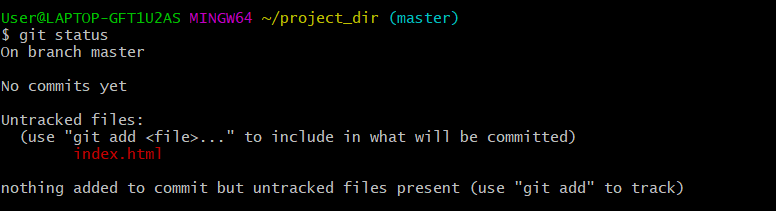 User@LAPTOP-GFT1U2AS MINGW64 ~/project_dir (master)
$ git status
On branch master
No commits yet
Untracked files:
(use "git add <file>..." to include in what will be committed)
index.html
nothing added to commit but untracked files present (use "git add" to track)